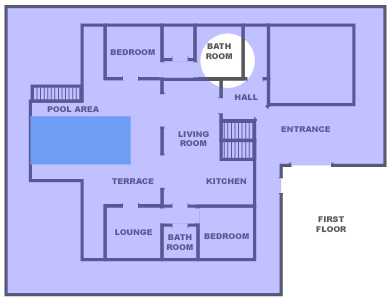 BEDROOM
BATH
ROOM
HALL
POOL AREA
ENTRANCE
LIVING
ROOM
TERRACE
KITCHEN
LOUNGE
BATH
ROOM
BEDROOM
FIRST
FLOOR